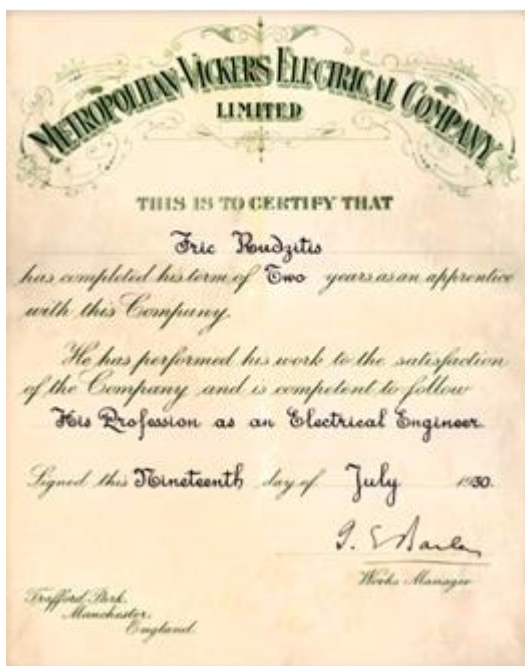 METROPOLITAN-VICKERS ELECTRICAL COMPANY
LIMITED
THIS IS TO CERTIFY THAT
Fric Rudzitis
has completed his term of Two years as an apprentice
with this Company.
He has performed his work to the satisfaction
of the Company and is competent to follow
His Profession as an Electrical Engineer
Signed this Nineteenth day of July 1930.
Works Manager
Trafford Park.
Manchester.
England.